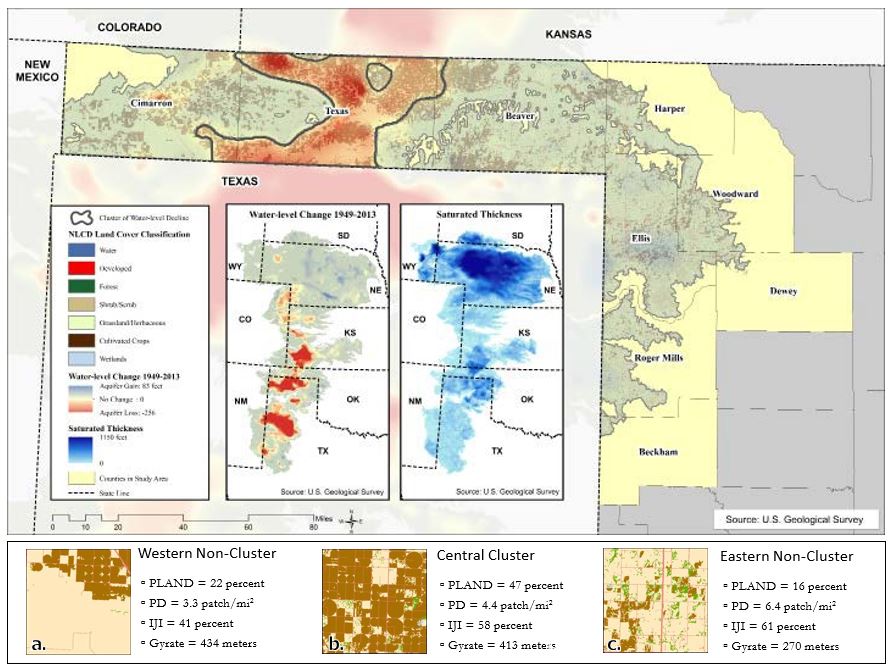 COLORADO
KANSAS
NEW
MEXICO
Cimarron
Texas
Beaver
Harper
Woodward
Ellis
Dewey
Roger Mills
Beckham
TEXAS
Cluster of Water-level Decline
NLCD Land Cover Classification
Water
Developed
Forest
Shrub/Scrub
Grassland/Herbaceous
Cultivated Crops
Wetlands
Water-level Change 1949-2013
Aquifer Gain: 85 feet
No Change : 0
Aquifer Loss: -256
Saturated Thickness
1150 feet
0
Counties in Study Area
State Line
Water-level Change 1949-2013
SD
WY
NE
CO
KS
NM
OK
TX
Source: U.S. Geological Survey
Saturated Thickness
SD
WY
NE
CO
KS
NM
OK
TX
Source: U.S. Geological Survey
0 10 20 40 60 80 Miles
N
W E
S
Source: U.S. Geological Survey
a.
Western Non-Cluster
▫ PLAND = 22 percent
▫ PD = 3.3 patch/mi²
▫ IJI = 41 percent
▫ Gyrate = 434 meters
b.
Central Cluster
▫ PLAND = 47 percent
▫ PD = 4.4 patch/mi²
▫ IJI = 58 percent
▫ Gyrate = 413 meters
c.
Eastern Non-Cluster
▫ PLAND = 16 percent
▫ PD = 6.4 patch/mi²
▫ IJI = 61 percent
▫ Gyrate = 270 meters